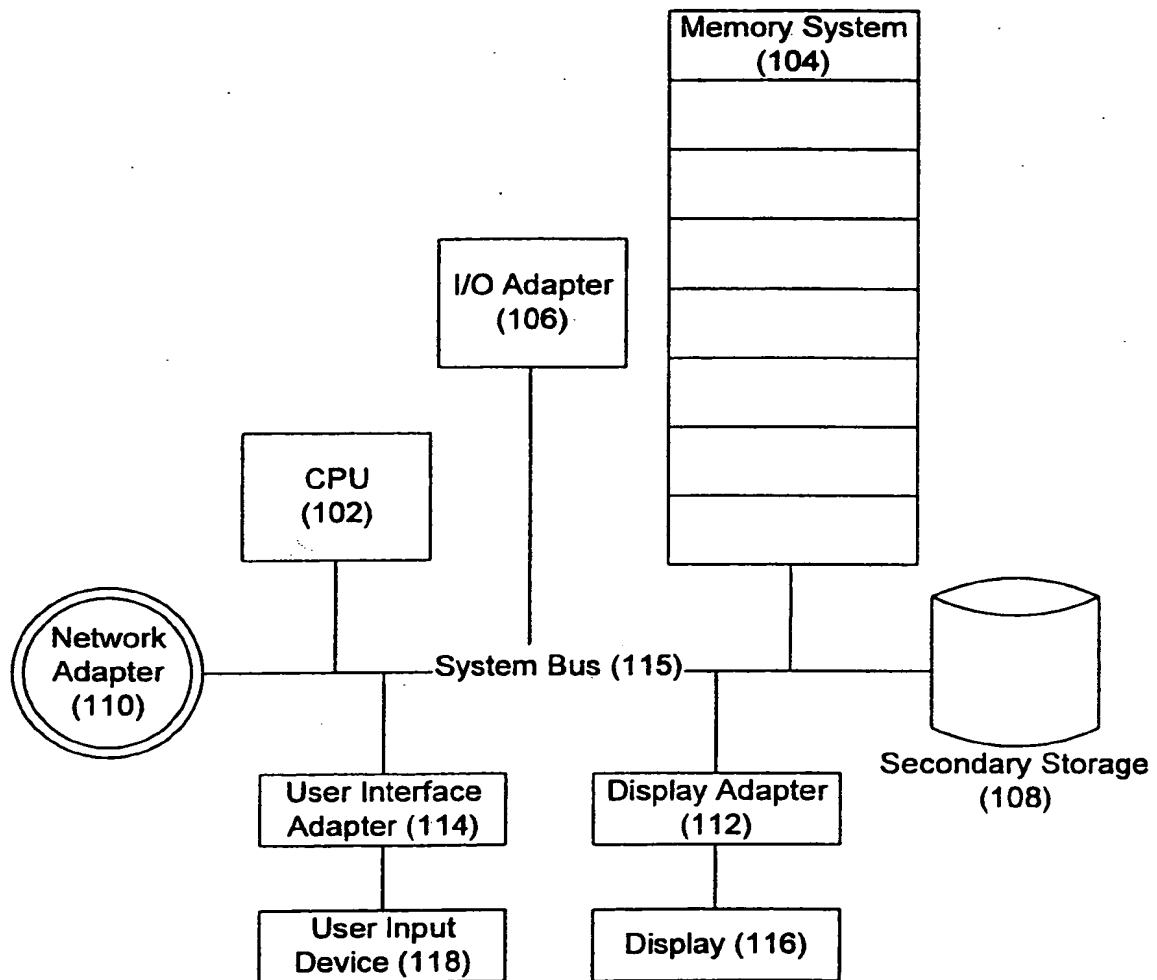 Memory System
(104)
I/O Adapter
(106)
CPU
(102)
Network
Adapter
(110)
System Bus (115)
Secondary Storage
(108)
User Interface
Adapter (114)
Display Adapter
(112)
User Input
Device (118)
Display (116)